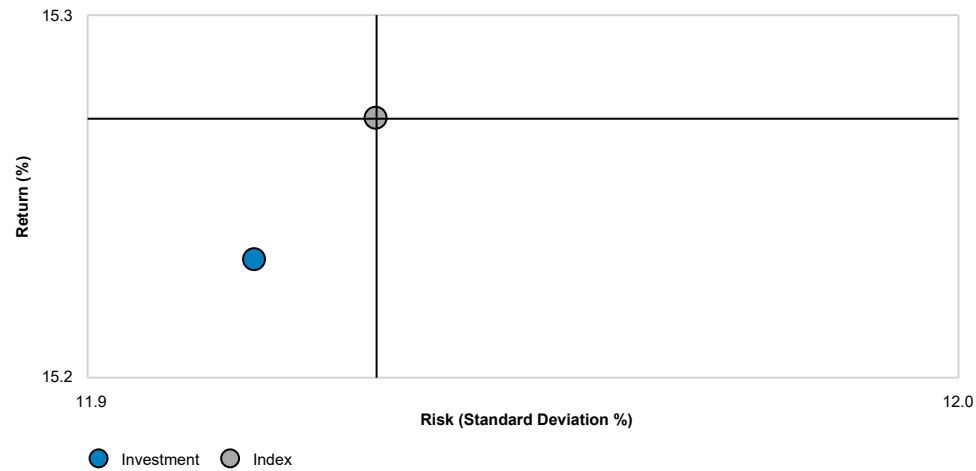 15.3
Return (%)
15.2
11.9
12.0
Risk (Standard Deviation %)
Investment
Index